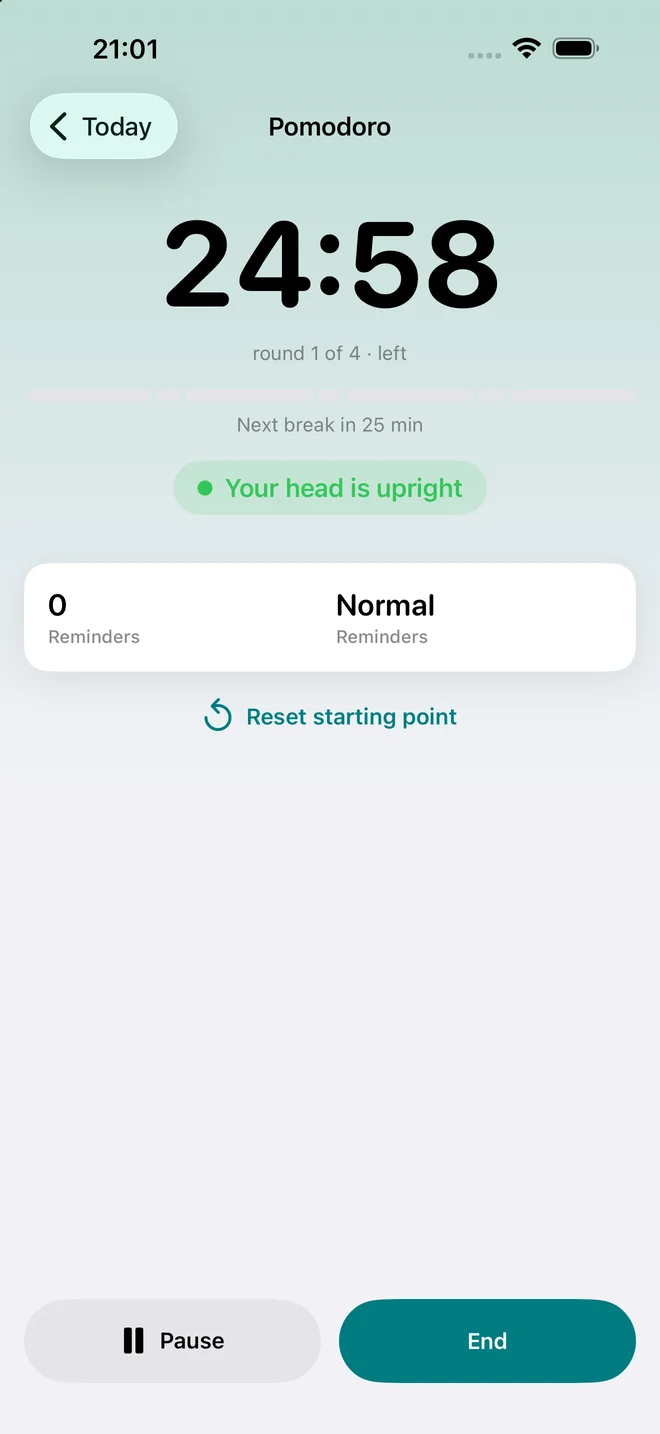 21:01
Today
Pomodoro
24:58
round 1 of 4 · left
Next break in 25 min
Your head is upright
0
Reminders
Normal
Reminders
Reset starting point
Pause
End